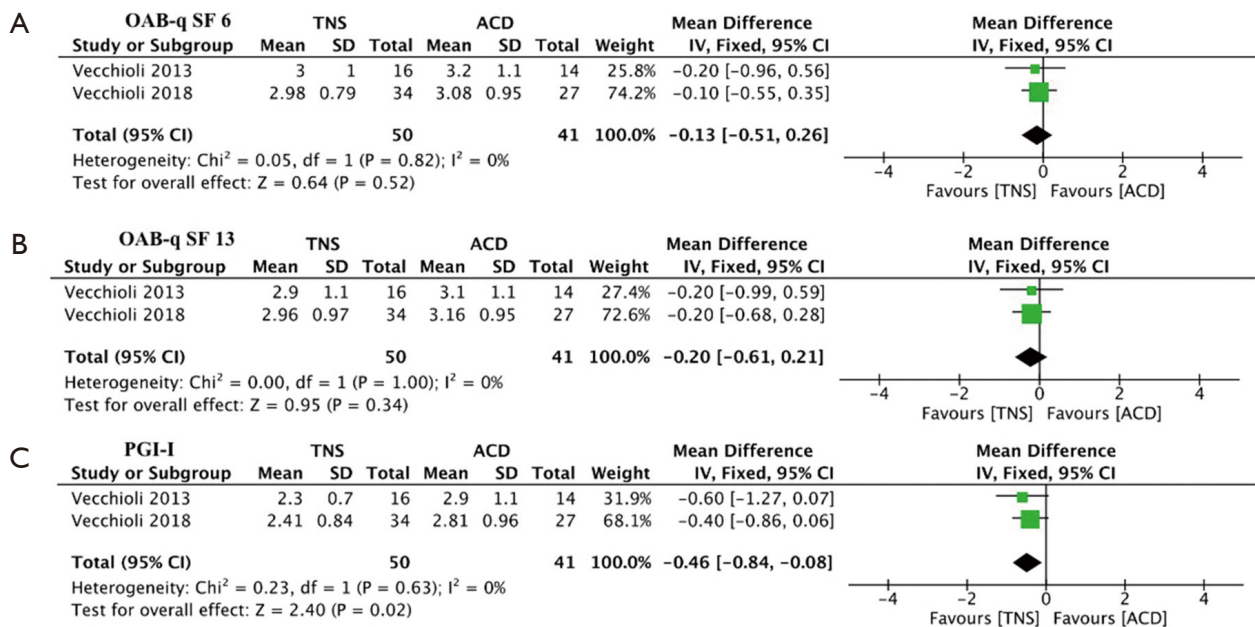 A
OAB-q SF 6 TNS ACD Mean Difference Mean Difference
Study or Subgroup Mean SD Total Mean SD Total Weight IV, Fixed, 95% CI IV, Fixed, 95% CI
Vecchioli 2013 3 1 16 3.2 1.1 14 25.8% −0.20 [−0.96, 0.56]
Vecchioli 2018 2.98 0.79 34 3.08 0.95 27 74.2% −0.10 [−0.55, 0.35]
Total (95% CI) 50 41 100.0% −0.13 [−0.51, 0.26]
Heterogeneity: Chi² = 0.05, df = 1 (P = 0.82); I² = 0%
Test for overall effect: Z = 0.64 (P = 0.52)
−4 −2 0 2 4
Favours [TNS] Favours [ACD]
B
OAB-q SF 13 TNS ACD Mean Difference Mean Difference
Study or Subgroup Mean SD Total Mean SD Total Weight IV, Fixed, 95% CI IV, Fixed, 95% CI
Vecchioli 2013 2.9 1.1 16 3.1 1.1 14 27.4% −0.20 [−0.99, 0.59]
Vecchioli 2018 2.96 0.97 34 3.16 0.95 27 72.6% −0.20 [−0.68, 0.28]
Total (95% CI) 50 41 100.0% −0.20 [−0.61, 0.21]
Heterogeneity: Chi² = 0.00, df = 1 (P = 1.00); I² = 0%
Test for overall effect: Z = 0.95 (P = 0.34)
−4 −2 0 2 4
Favours [TNS] Favours [ACD]
C
PGI-I TNS ACD Mean Difference Mean Difference
Study or Subgroup Mean SD Total Mean SD Total Weight IV, Fixed, 95% CI IV, Fixed, 95% CI
Vecchioli 2013 2.3 0.7 16 2.9 1.1 14 31.9% −0.60 [−1.27, 0.07]
Vecchioli 2018 2.41 0.84 34 2.81 0.96 27 68.1% −0.40 [−0.86, 0.06]
Total (95% CI) 50 41 100.0% −0.46 [−0.84, −0.08]
Heterogeneity: Chi² = 0.23, df = 1 (P = 0.63); I² = 0%
Test for overall effect: Z = 2.40 (P = 0.02)
−4 −2 0 2 4
Favours [TNS] Favours [ACD]